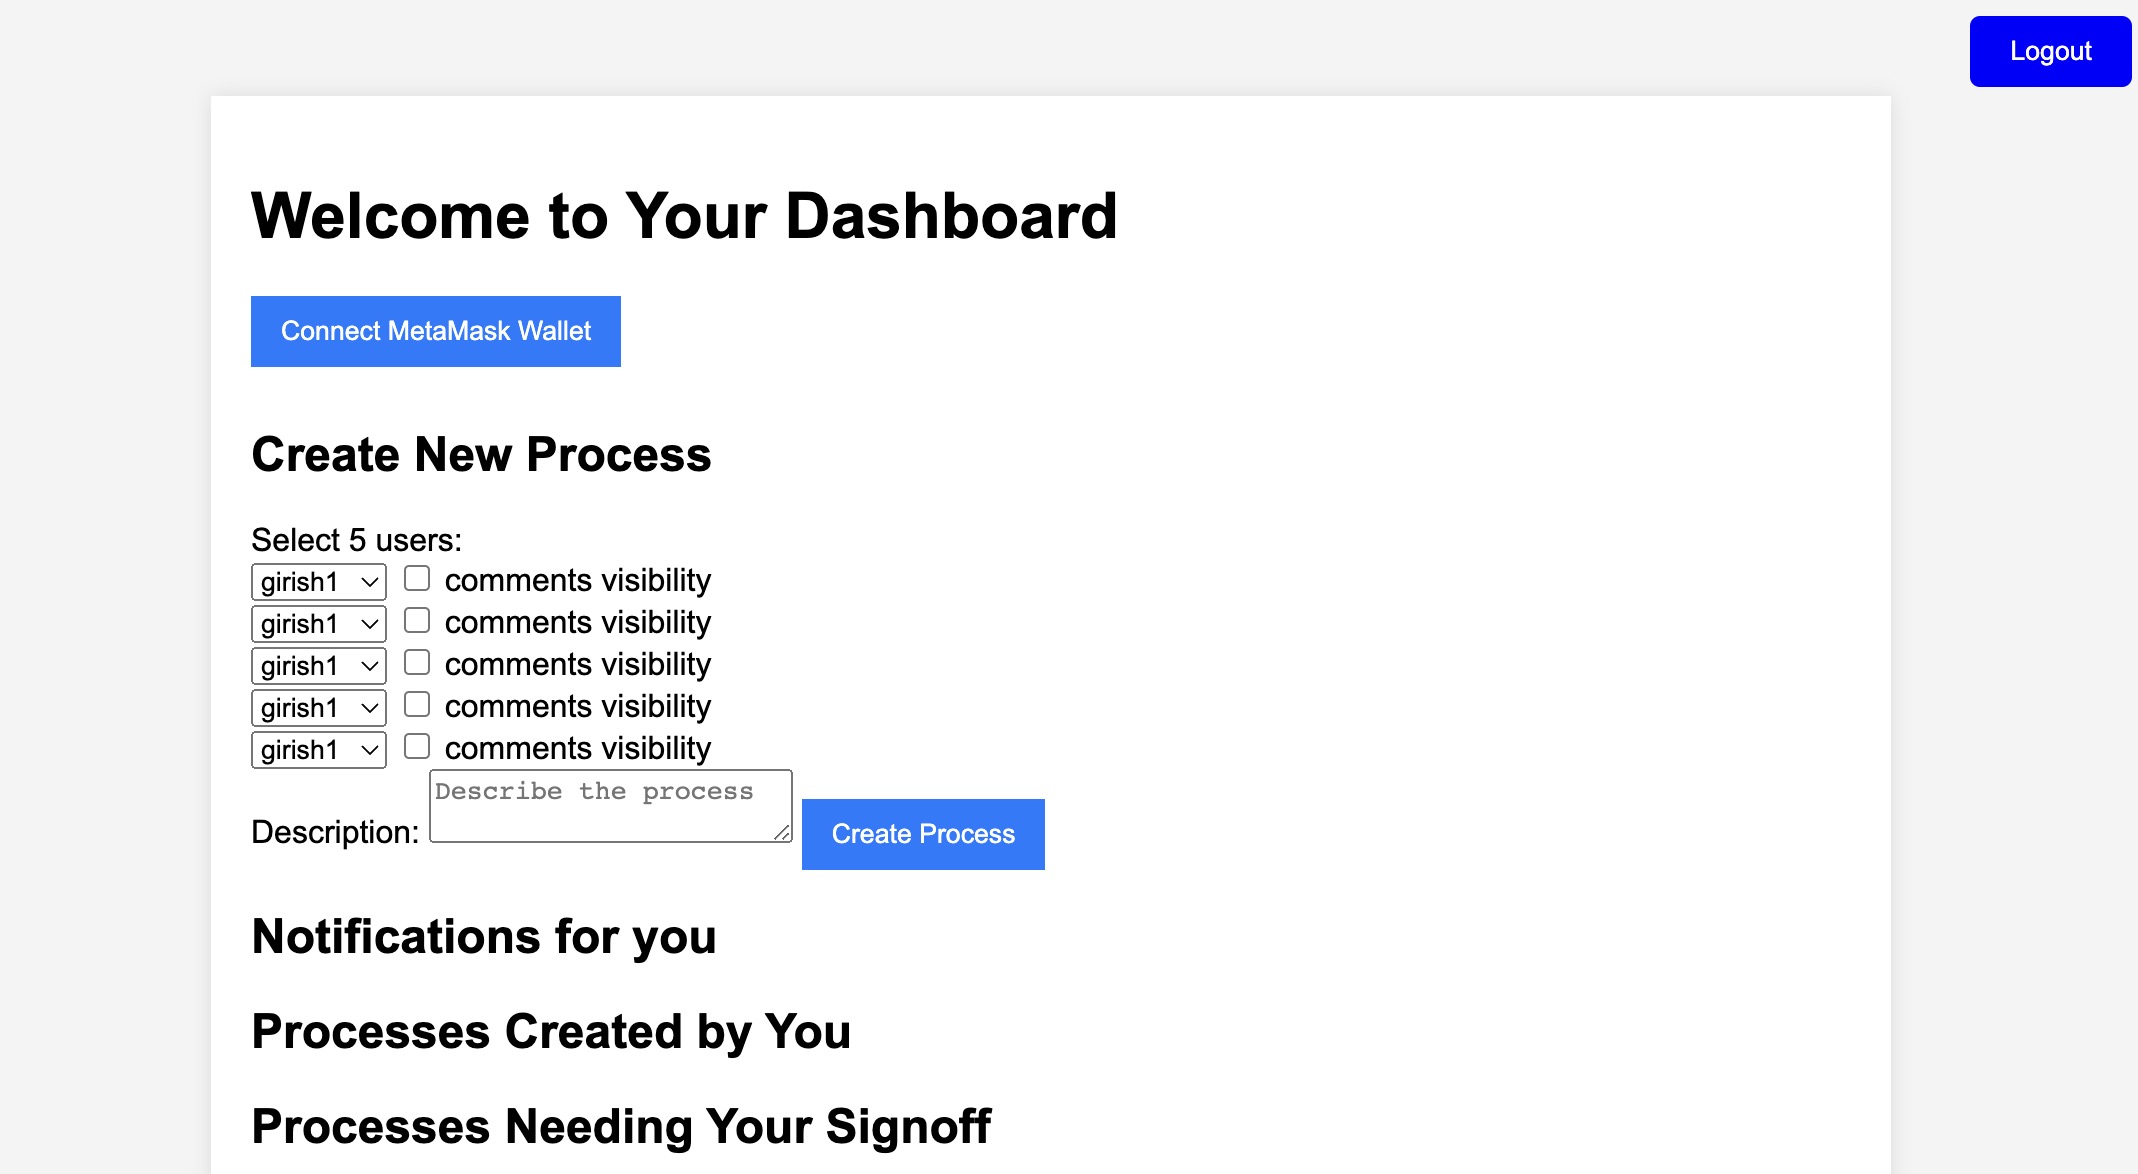 Logout
Welcome to Your Dashboard
Connect MetaMask Wallet
Create New Process
Select 5 users:
girish1 comments visibility
girish1 comments visibility
girish1 comments visibility
girish1 comments visibility
girish1 comments visibility
Description: Describe the process Create Process
Notifications for you
Processes Created by You
Processes Needing Your Signoff